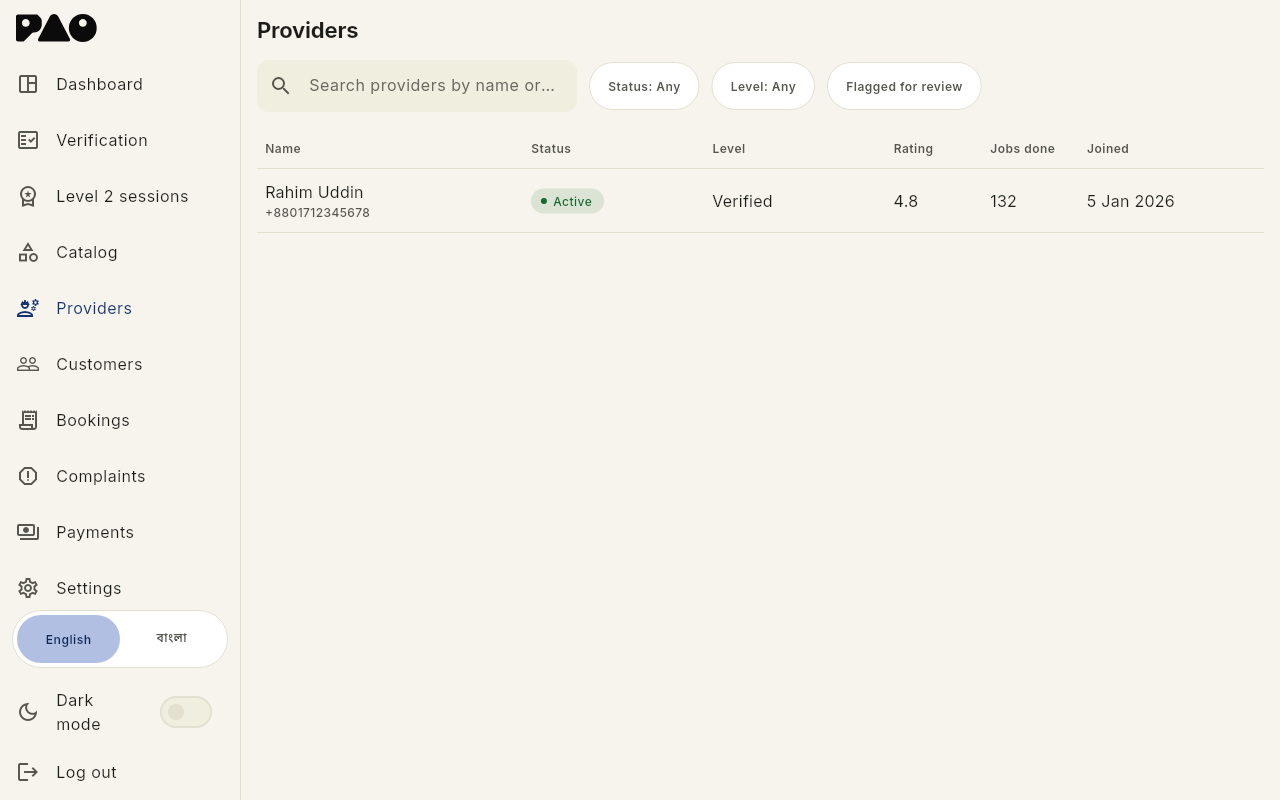 PAO
Dashboard
Verification
Level 2 sessions
Catalog
Providers
Customers
Bookings
Complaints
Payments
Settings
English
বাংলা
Dark
mode
Log out
Providers
Search providers by name or...
Status: Any
Level: Any
Flagged for review
Name Status Level Rating Jobs done Joined
Rahim Uddin Active Verified 4.8 132 5 Jan 2026
+8801712345678